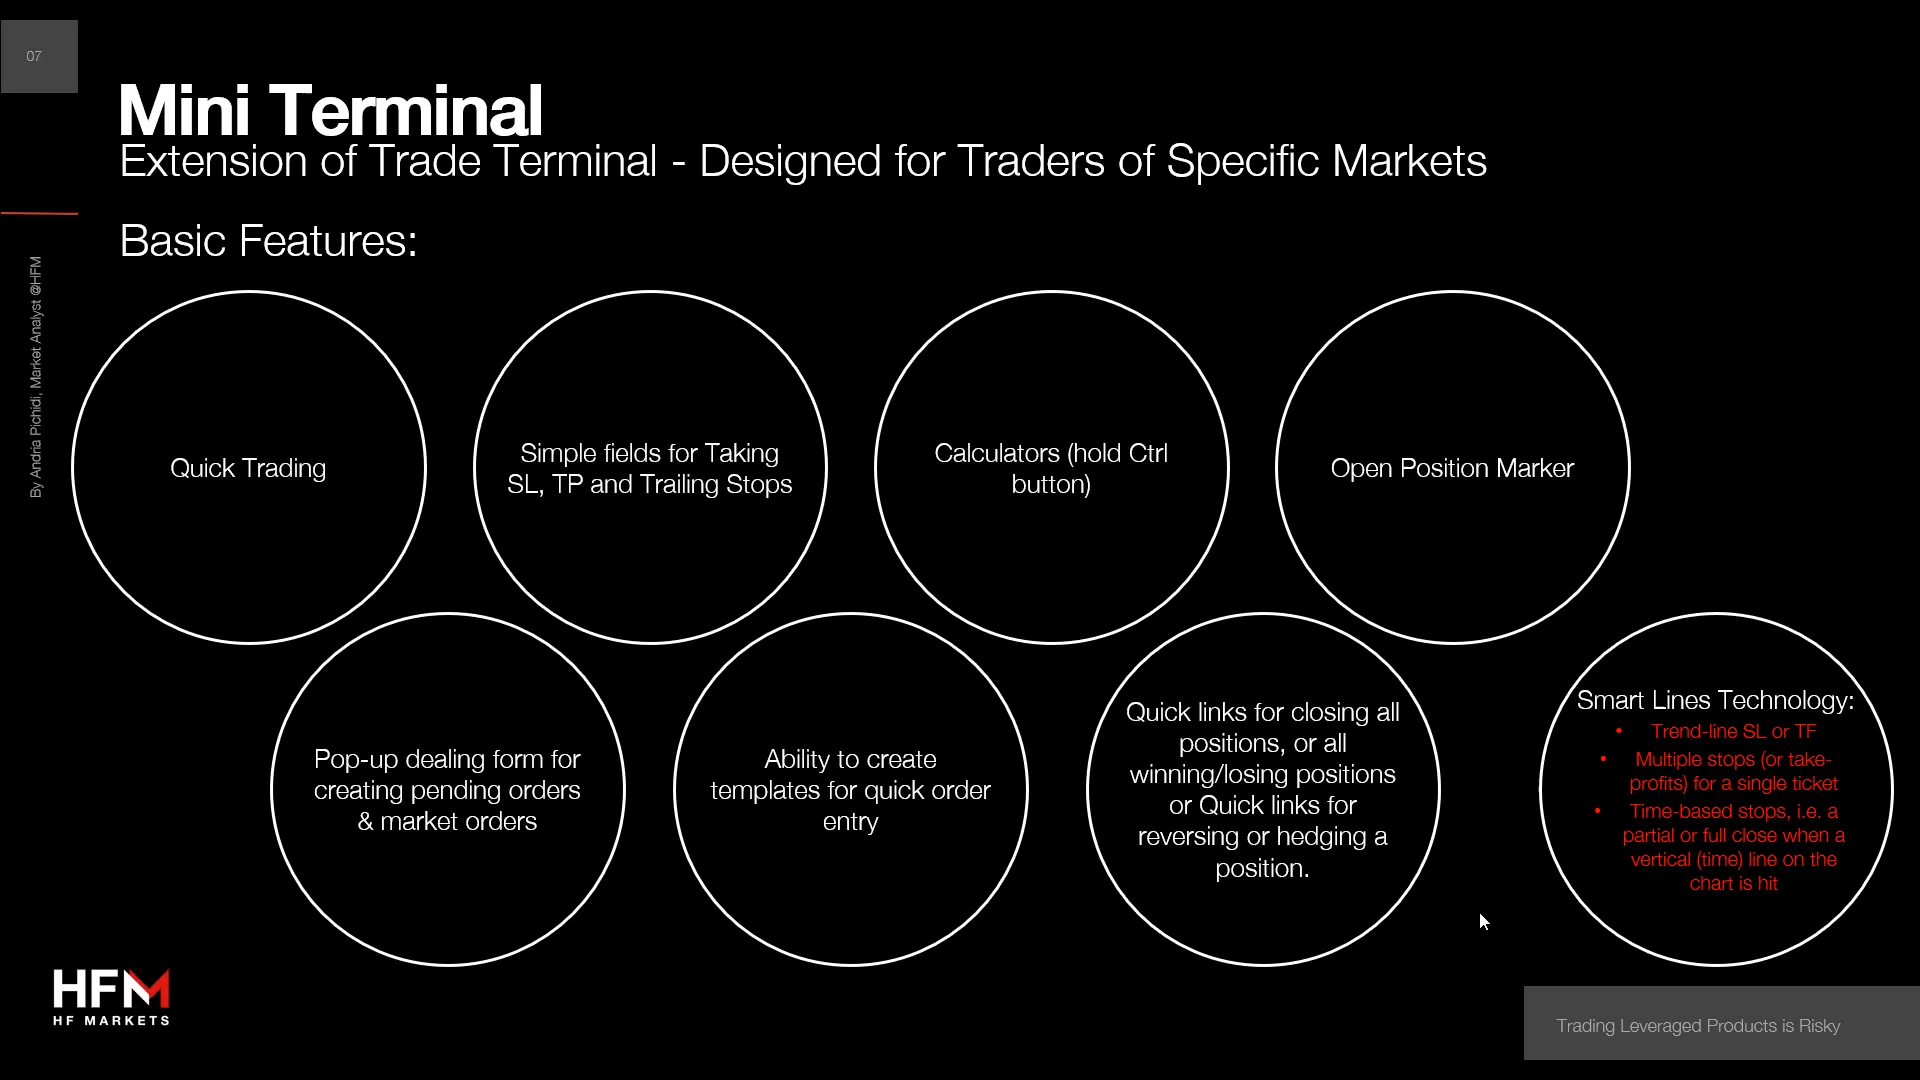 07
Mini Terminal
Extension of Trade Terminal - Designed for Traders of Specific Markets
Basic Features:
By Andria Pichidi, Market Analyst @HFM
Quick Trading
Simple fields for Taking
SL, TP and Trailing Stops
Calculators (hold Ctrl
button)
Open Position Marker
Pop-up dealing form for
creating pending orders
& market orders
Ability to create
templates for quick order
entry
Quick links for closing all
positions, or all
winning/losing positions
or Quick links for
reversing or hedging a
position.
Smart Lines Technology:
• Trend-line SL or TF
• Multiple stops (or take-
profits) for a single ticket
• Time-based stops, i.e. a
partial or full close when a
vertical (time) line on the
chart is hit
HFM
HF MARKETS
Trading Leveraged Products is Risky